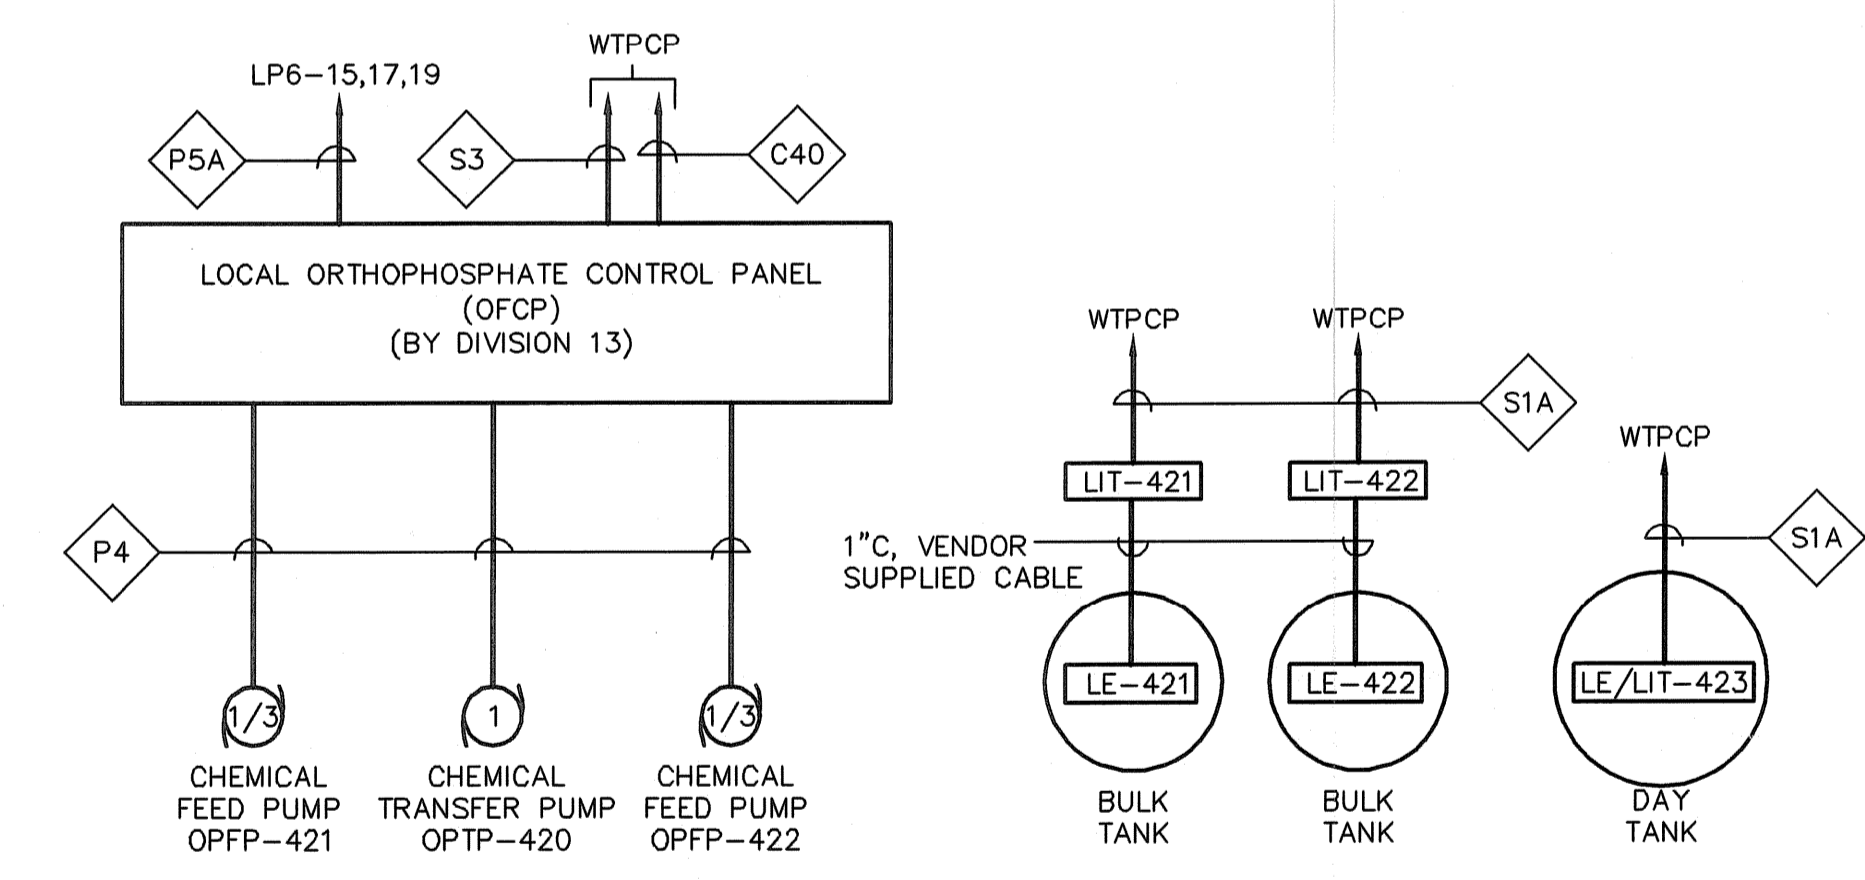 WTPCP
LP6-15,17,19
P5A
S3
C40
LOCAL ORTHOPHOSPHATE CONTROL PANEL
(OFCP)
(BY DIVISION 13)
WTPCP
WTPCP
S1A
WTPCP
LIT-421
LIT-422
P4
1"C, VENDOR
SUPPLIED CABLE
S1A
LE-421
LE-422
LE/LIT-423
1/3
1
1/3
CHEMICAL
FEED PUMP
OPFP-421
CHEMICAL
TRANSFER PUMP
OPTP-420
CHEMICAL
FEED PUMP
OPFP-422
BULK
TANK
BULK
TANK
DAY
TANK